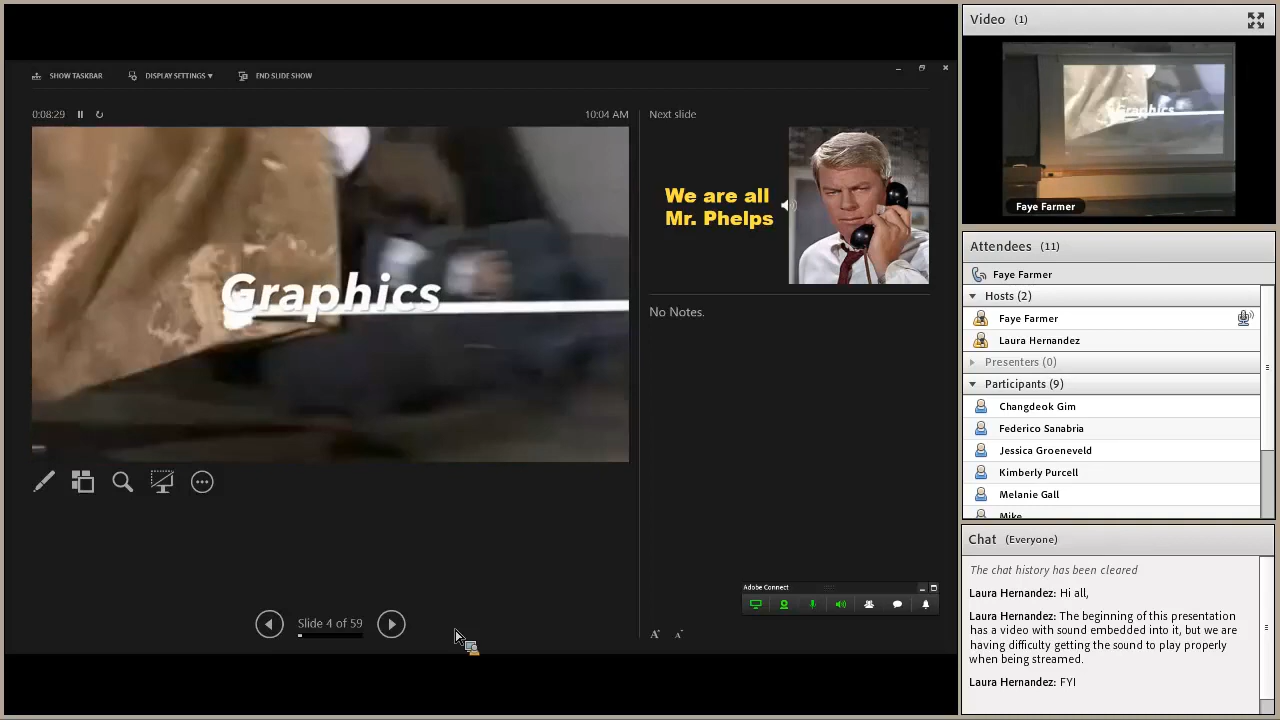 SHOW TASKBAR
DISPLAY SETTINGS ▾
END SLIDE SHOW
0:08:29
10:04 AM
Graphics
Next slide
We are all
Mr. Phelps
No Notes.
Adobe Connect
Slide 4 of 59
A
A
Video (1)
Graphics
Faye Farmer
Attendees (11)
Faye Farmer
Hosts (2)
Faye Farmer
Laura Hernandez
Presenters (0)
Participants (9)
Changdeok Gim
Federico Sanabria
Jessica Groeneveld
Kimberly Purcell
Melanie Gall
Mike
Chat (Everyone)
The chat history has been cleared
Laura Hernandez: Hi all,
Laura Hernandez: The beginning of this presentation
has a video with sound embedded into it, but we are
having difficulty getting the sound to play properly
when being streamed.
Laura Hernandez: FYI